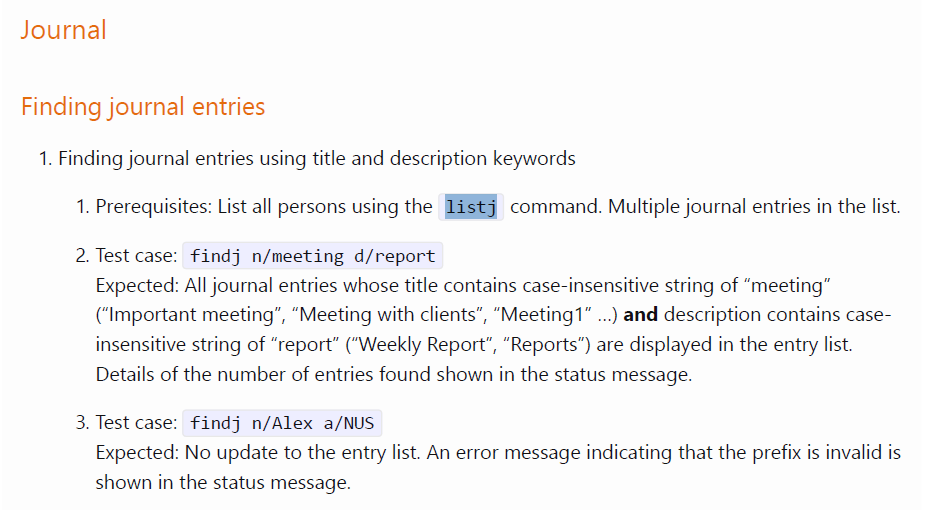 Journal
Finding journal entries
1. Finding journal entries using title and description keywords
1. Prerequisites: List all persons using the listj command. Multiple journal entries in the list.
2. Test case: findj n/meeting d/report
Expected: All journal entries whose title contains case-insensitive string of “meeting”
(“Important meeting”, “Meeting with clients”, “Meeting1” …) and description contains case-
insensitive string of “report” (“Weekly Report”, “Reports”) are displayed in the entry list.
Details of the number of entries found shown in the status message.
3. Test case: findj n/Alex a/NUS
Expected: No update to the entry list. An error message indicating that the prefix is invalid is
shown in the status message.